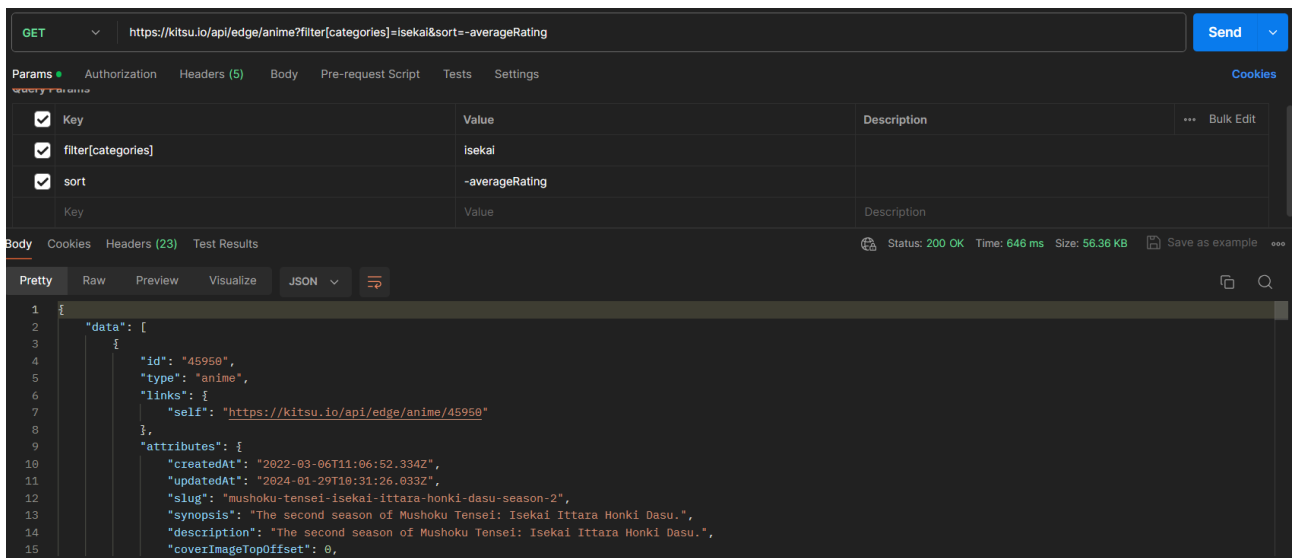 GET https://kitsu.io/api/edge/anime?filter[categories]=isekai&sort=-averageRating Send
Params Authorization Headers (5) Body Pre-request Script Tests Settings Cookies
Query Params
Key Value Description ••• Bulk Edit
filter[categories] isekai
sort -averageRating
Key Value Description
Body Cookies Headers (23) Test Results Status: 200 OK Time: 646 ms Size: 56.36 KB Save as example
Pretty Raw Preview Visualize JSON
1 {
2 "data": [
3 {
4 "id": "45950",
5 "type": "anime",
6 "links": {
7 "self": "https://kitsu.io/api/edge/anime/45950"
8 },
9 "attributes": {
10 "createdAt": "2022-03-06T11:06:52.334Z",
11 "updatedAt": "2024-01-29T10:31:26.033Z",
12 "slug": "mushoku-tensei-isekai-ittara-honki-dasu-season-2",
13 "synopsis": "The second season of Mushoku Tensei: Isekai Ittara Honki Dasu.",
14 "description": "The second season of Mushoku Tensei: Isekai Ittara Honki Dasu.",
15 "coverImageTopOffset": 0,